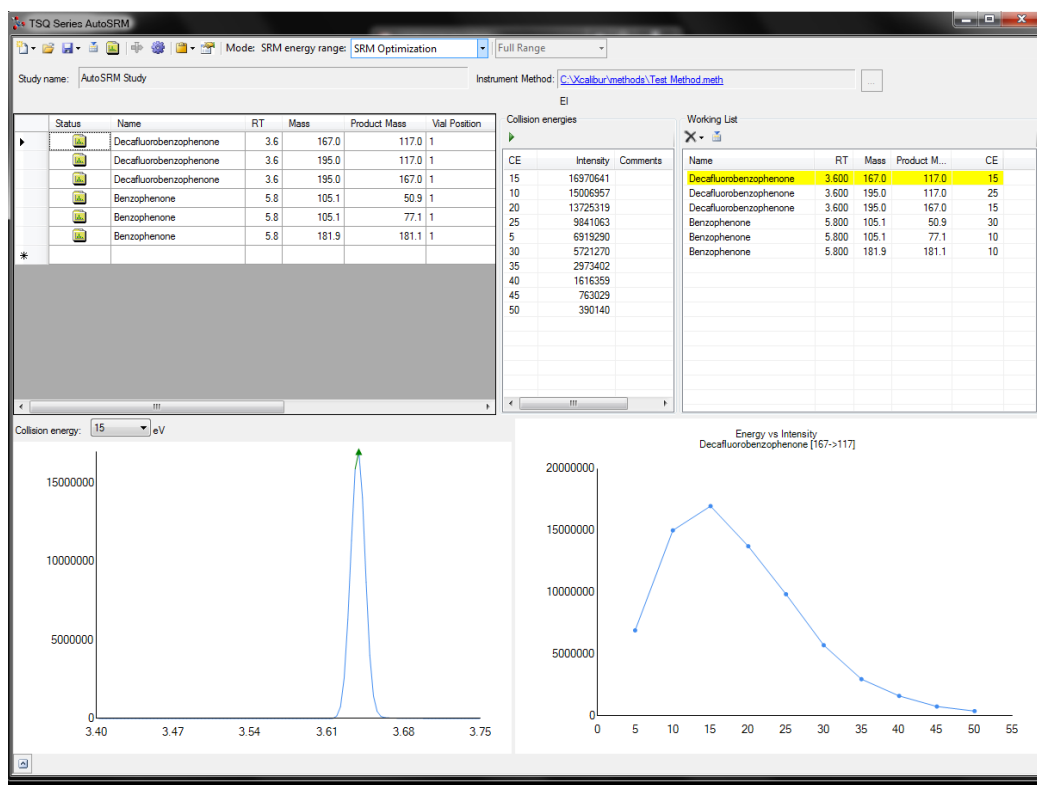 TSQ Series AutoSRM
Mode: SRM energy range: SRM Optimization Full Range
Study name: AutoSRM Study Instrument Method: C:\Xcalibur\methods\Test Method.meth ...
EI
Status Name RT Mass Product Mass Vial Position
Decafluorobenzophenone 3.6 167.0 117.0 1
Decafluorobenzophenone 3.6 195.0 117.0 1
Decafluorobenzophenone 3.6 195.0 167.0 1
Benzophenone 5.8 105.1 50.9 1
Benzophenone 5.8 105.1 77.1 1
Benzophenone 5.8 181.9 181.1 1
Collision energies
CE Intensity Comments
15 16970641
10 15006957
20 13725319
25 9841063
5 6919290
30 5721270
35 2973402
40 1616359
45 763029
50 390140
Working List
Name RT Mass Product M... CE
Decafluorobenzophenone 3.600 167.0 117.0 15
Decafluorobenzophenone 3.600 195.0 117.0 25
Decafluorobenzophenone 3.600 195.0 167.0 15
Benzophenone 5.800 105.1 50.9 30
Benzophenone 5.800 105.1 77.1 10
Benzophenone 5.800 181.9 181.1 10
Collision energy: 15 eV
15000000
10000000
5000000
0
3.40 3.47 3.54 3.61 3.68 3.75
Energy vs Intensity
Decafluorobenzophenone [167->117]
20000000
15000000
10000000
5000000
0
0 5 10 15 20 25 30 35 40 45 50 55